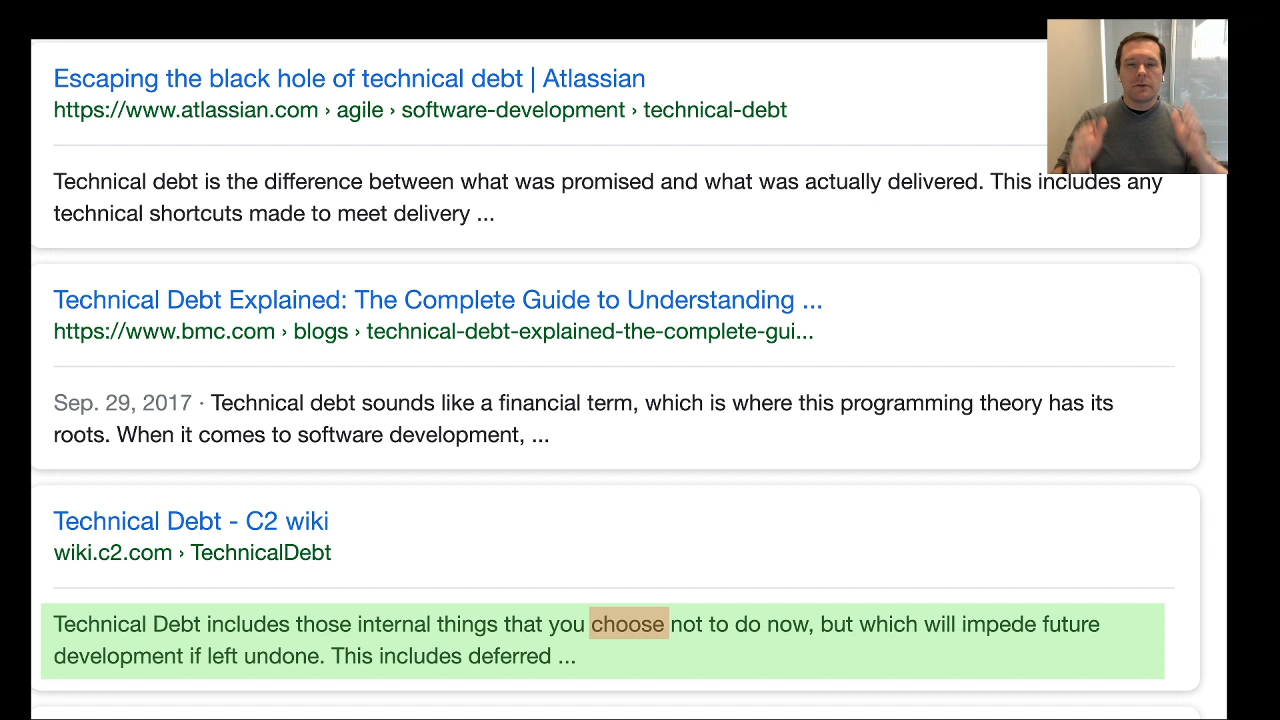 Escaping the black hole of technical debt | Atlassian
https://www.atlassian.com › agile › software-development › technical-debt
Technical debt is the difference between what was promised and what was actually delivered. This includes any
technical shortcuts made to meet delivery ...
Technical Debt Explained: The Complete Guide to Understanding ...
https://www.bmc.com › blogs › technical-debt-explained-the-complete-gui...
Sep. 29, 2017 · Technical debt sounds like a financial term, which is where this programming theory has its
roots. When it comes to software development, ...
Technical Debt - C2 wiki
wiki.c2.com › TechnicalDebt
Technical Debt includes those internal things that you choose not to do now, but which will impede future
development if left undone. This includes deferred ...